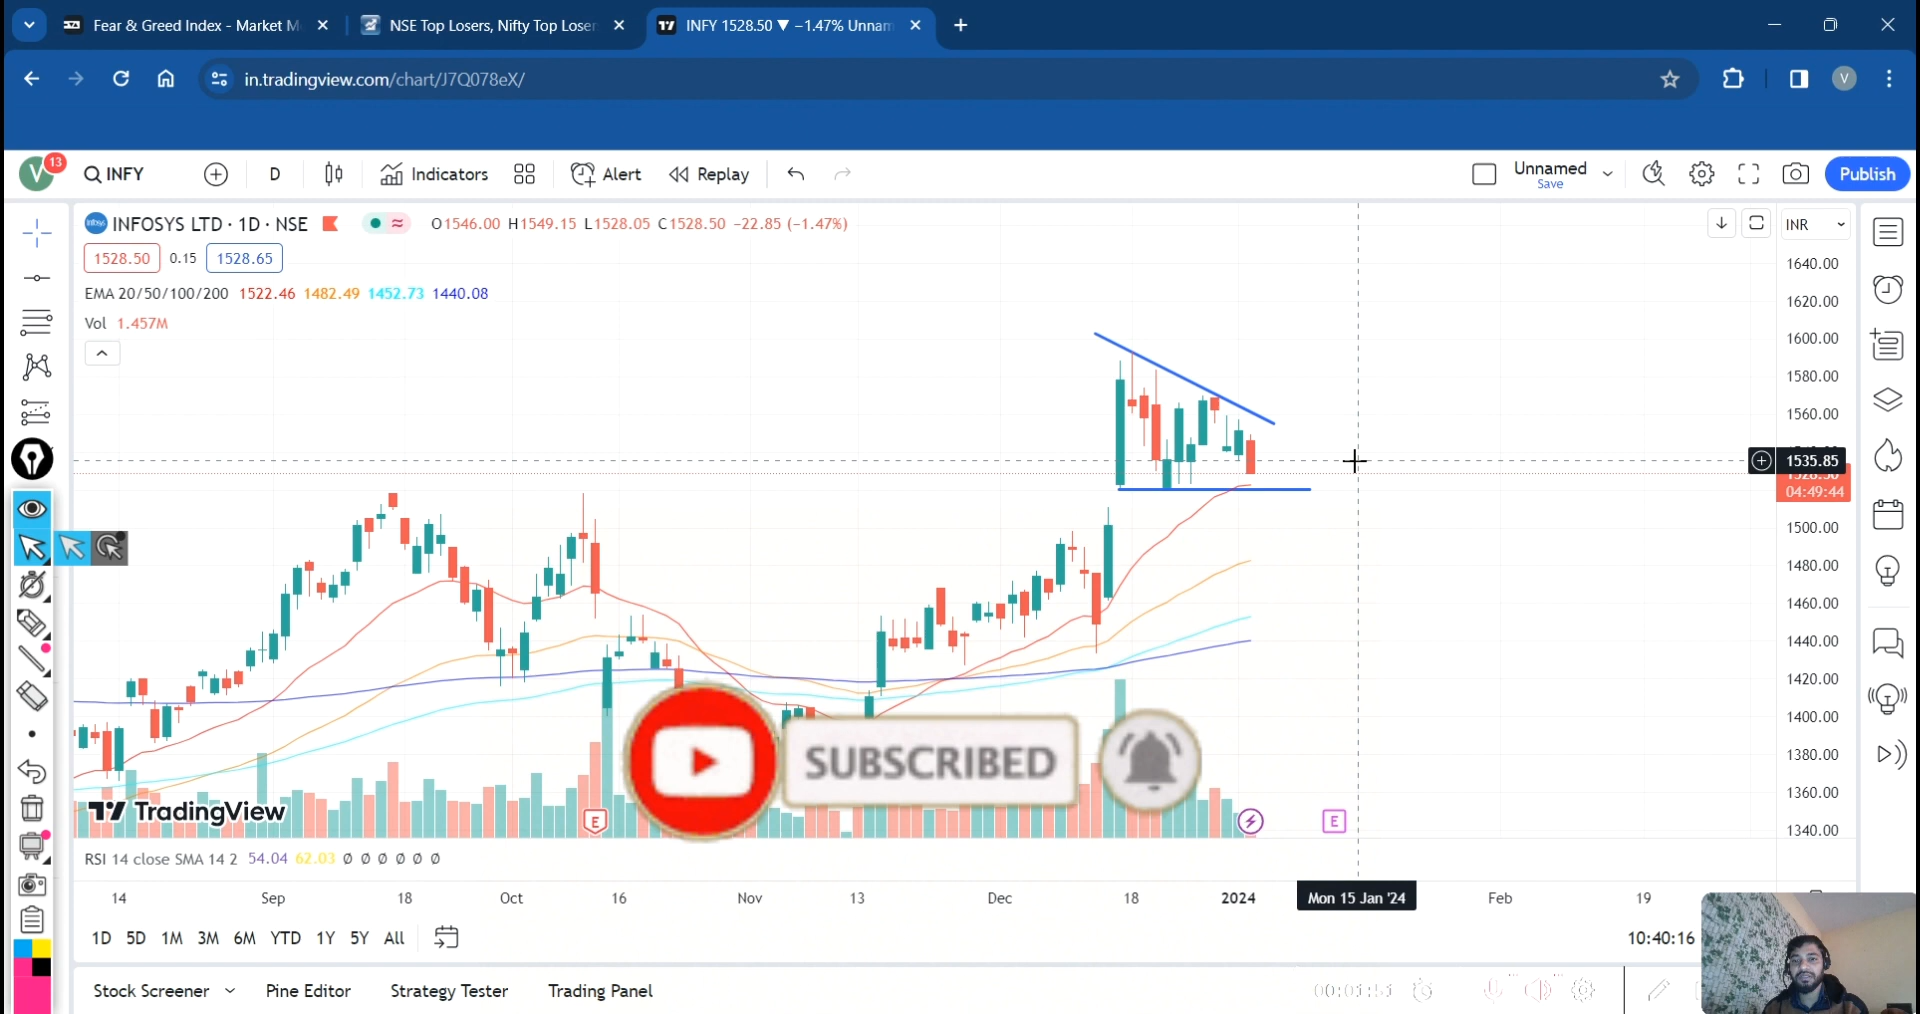 Fear & Greed Index - Market M
NSE Top Losers, Nifty Top Loser
INFY 1528.50 ▼ −1.47% Unnam
in.tradingview.com/chart/J7Q078eX/
V
V
13
INFY
D
Indicators
Alert
Replay
Unnamed
Save
Publish
INFOSYS LTD · 1D · NSE
O1546.00 H1549.15 L1528.05 C1528.50 −22.85 (−1.47%)
INR
1528.50
0.15
1528.65
EMA 20/50/100/200 1522.46 1482.49 1452.73 1440.08
Vol 1.457M
1640.00
1620.00
1600.00
1580.00
1560.00
1535.85
1528.50
04:49:44
1500.00
1480.00
1460.00
1440.00
1420.00
1400.00
1380.00
1360.00
1340.00
SUBSCRIBED
TradingView
E
E
RSI 14 close SMA 14 2 54.04 62.03 Ø Ø Ø Ø Ø Ø
14
Sep
18
Oct
16
Nov
13
Dec
18
2024
Mon 15 Jan '24
Feb
19
1D 5D 1M 3M 6M YTD 1Y 5Y All
10:40:16
Stock Screener
Pine Editor
Strategy Tester
Trading Panel